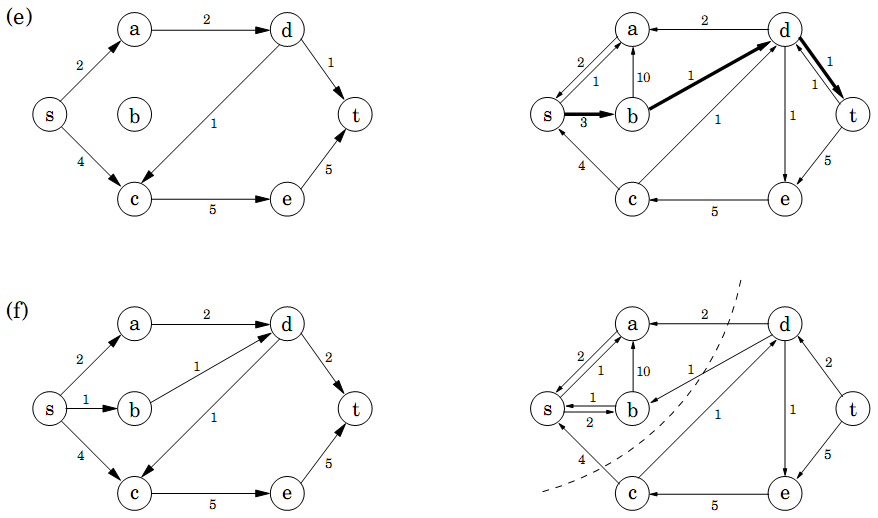 (e)
a 2 d
2 1
s b t
1
4 5
c 5 e
a 2 d
2 1 10 1 1 1
s 3 b t
1 1
4 5
c 5 e
(f)
a 2 d
2 1 2
s 1 b t
1
4 5
c 5 e
a 2 d
2 1 10 1 2
s 1 2 b t
1 1
4 5
c 5 e